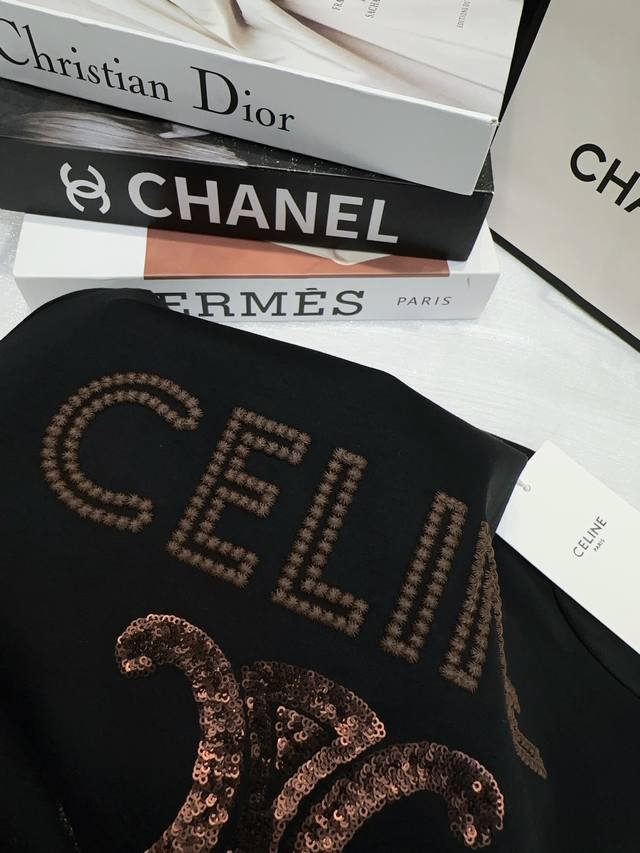 Christian Dior
CHANEL
CHA
ERMÈS PARIS
CELIN
CELINE
PARIS